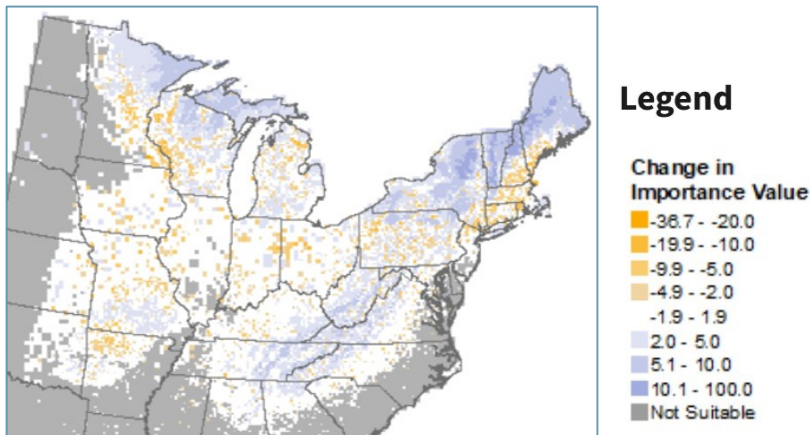 Legend
Change in
Importance Value
-36.7 - -20.0
-19.9 - -10.0
-9.9 - -5.0
-4.9 - -2.0
-1.9 - 1.9
2.0 - 5.0
5.1 - 10.0
10.1 - 100.0
Not Suitable